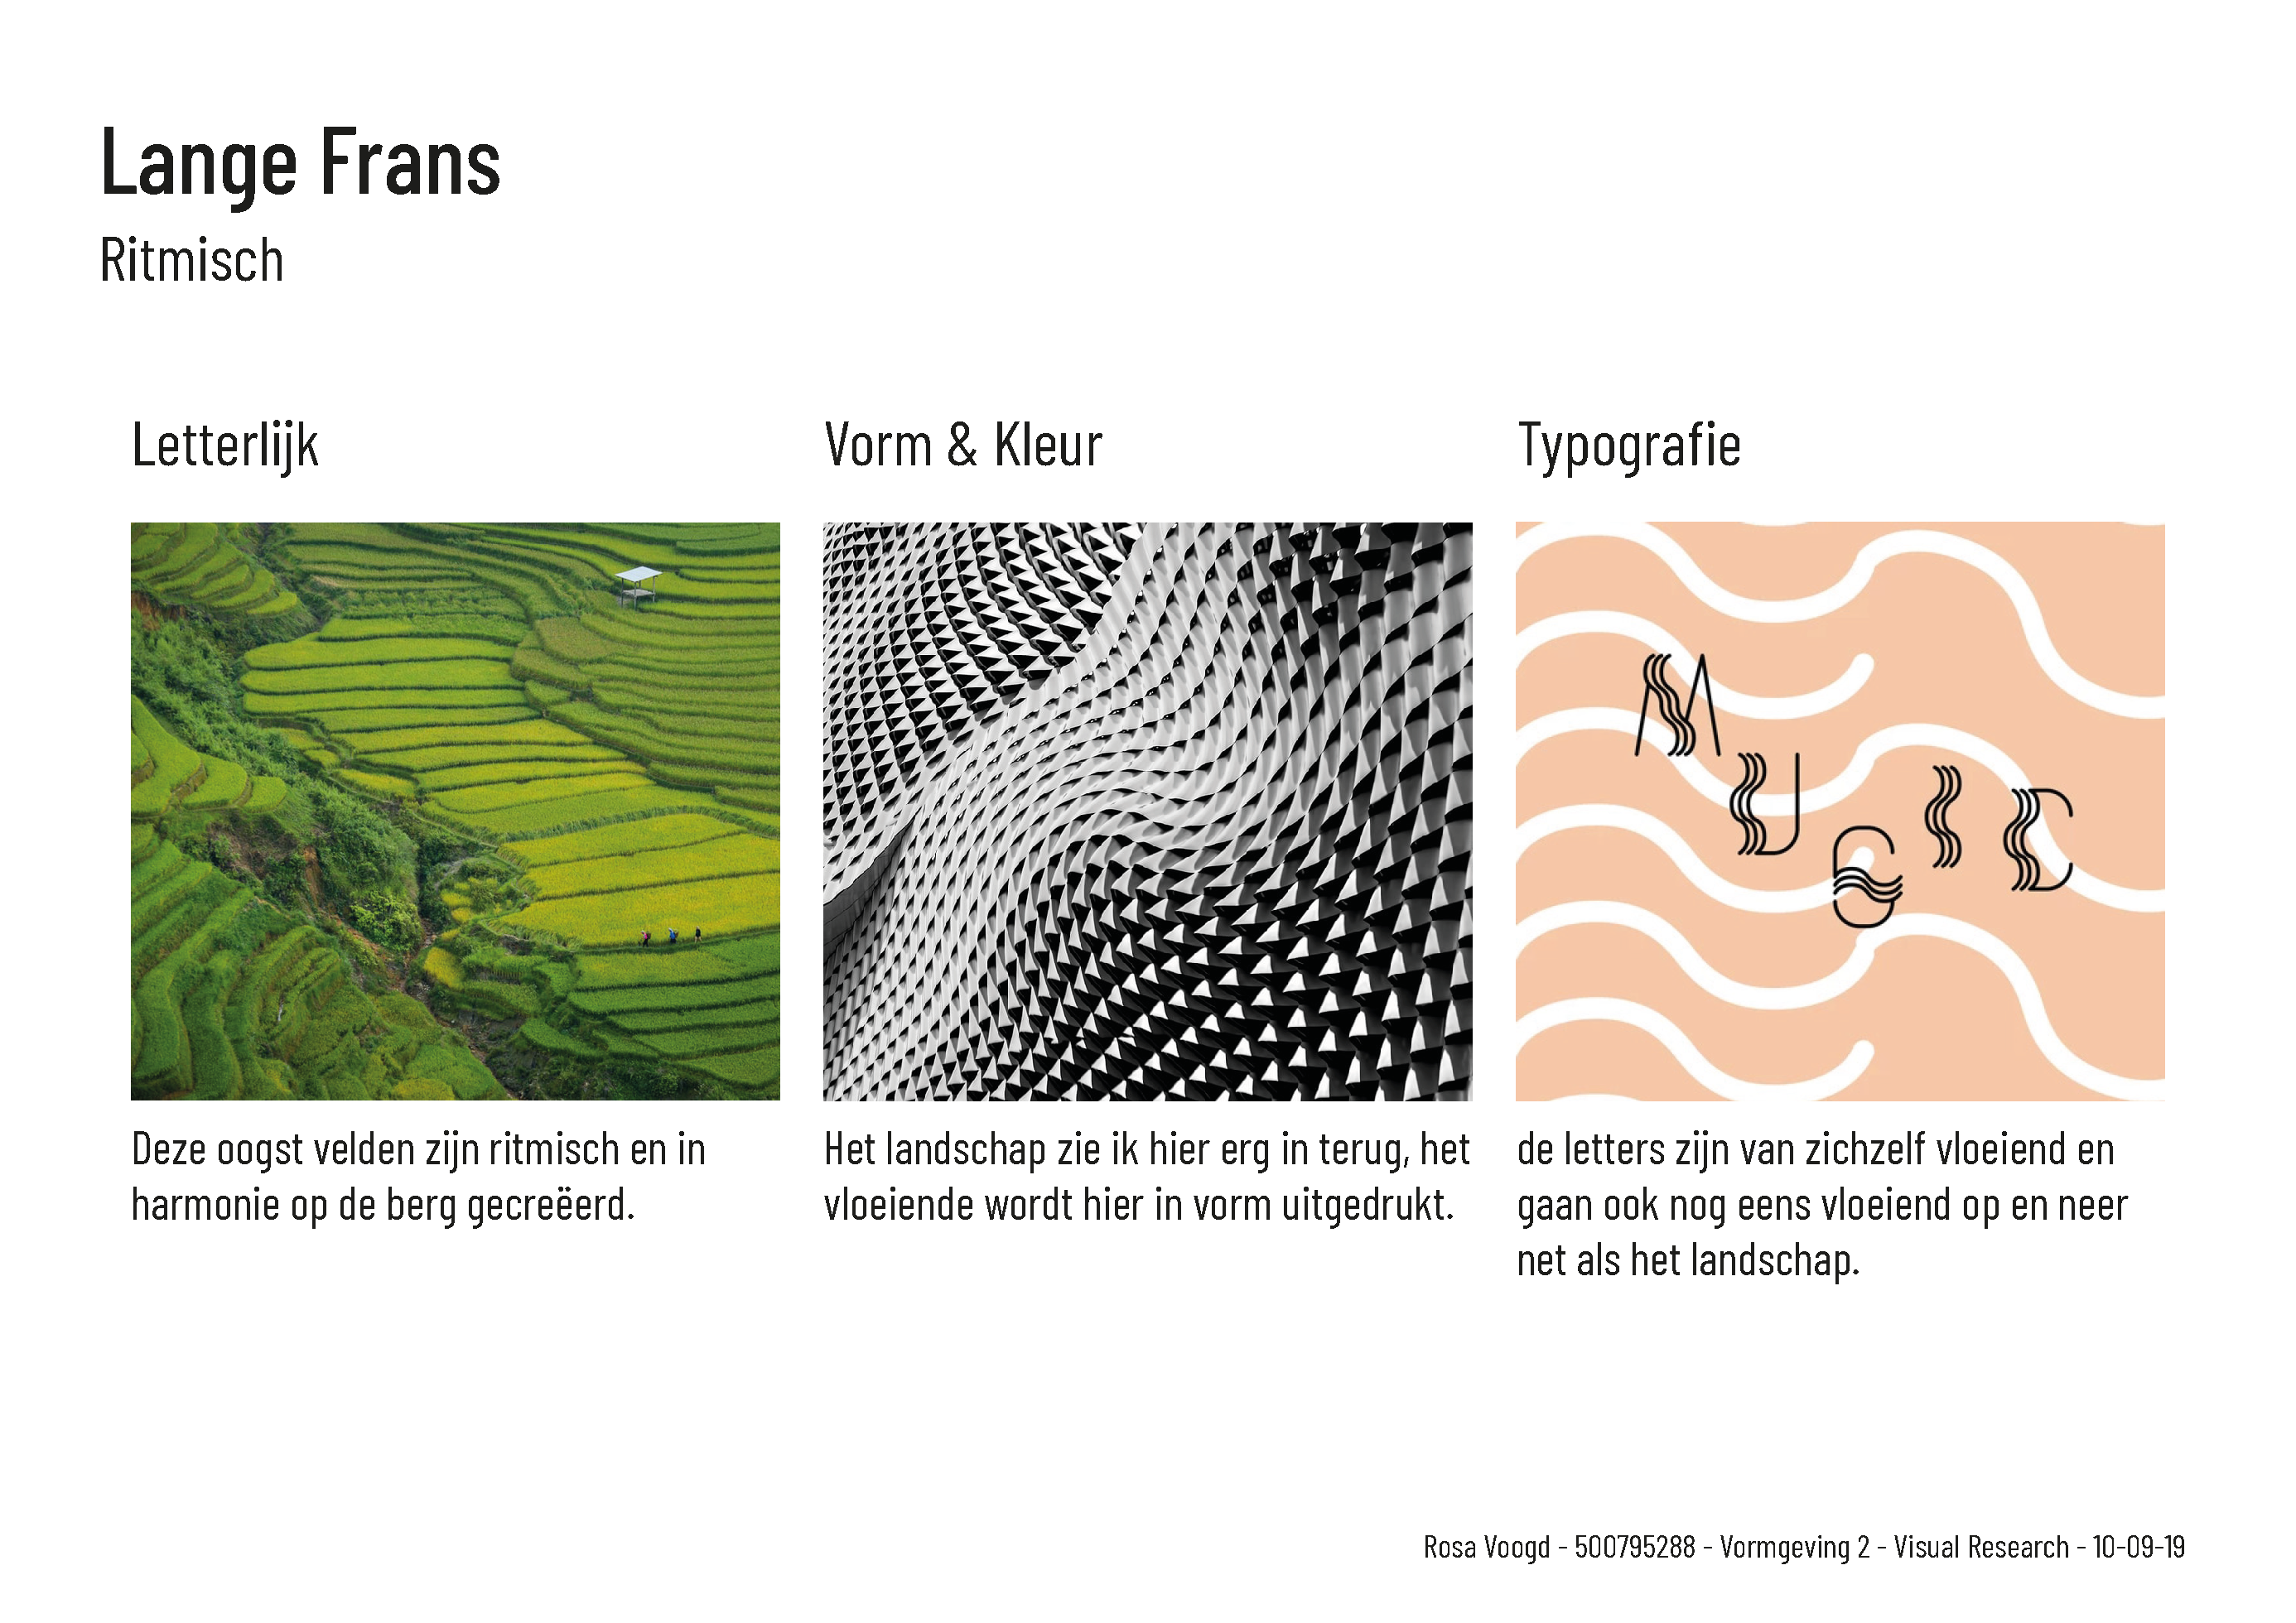 Lange Frans
Ritmisch
Letterlijk
Deze oogst velden zijn ritmisch en in
harmonie op de berg gecreëerd.
Vorm & Kleur
Het landschap zie ik hier erg in terug, het
vloeiende wordt hier in vorm uitgedrukt.
Typografie
MUSIC
de letters zijn van zichzelf vloeiend en
gaan ook nog eens vloeiend op en neer
net als het landschap.
Rosa Voogd - 500795288 - Vormgeving 2 - Visual Research - 10-09-19